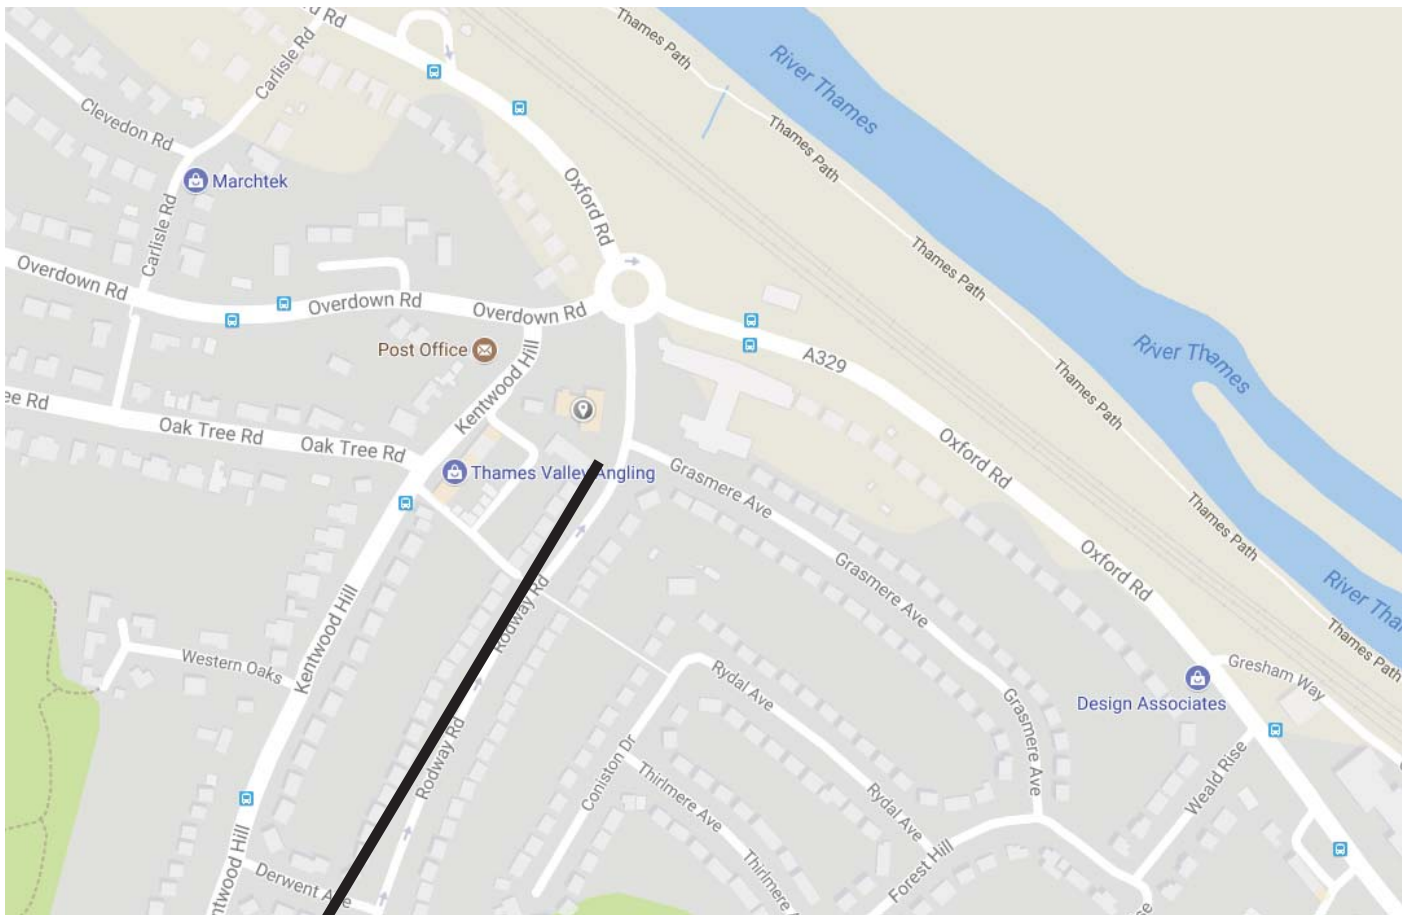 Rd
Thames Path
Carlisle Rd
River Thames
Clevedon Rd
Thames Path
Marchtek
Oxford Rd
Carlisle Rd
Thames Path
Overdown Rd
Overdown Rd
Overdown Rd
Post Office
A329
River Thames
Kentwood Hill
Thames Path
ee Rd
Oak Tree Rd
Oak Tree Rd
Oxford Rd
Thames Valley Angling
Grasmere Ave
Thames Path
Oxford Rd
Grasmere Ave
Rodway Rd
River Tha
Kentwood Hill
Thames Path
Western Oaks
Rydal Ave
Gresham Way
Grasmere Ave
Design Associates
Rodway Rd
Coniston Dr
Weald Rise
Thirlmere Ave
Rydal Ave
Forest Hill
ntwood Hill
Derwent A e
Thirlmere A
se